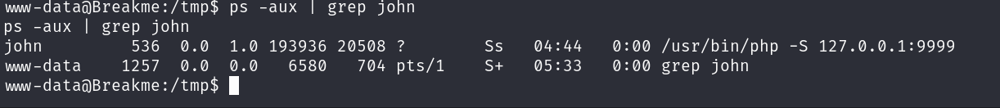 www-data@Breakme:/tmp$ ps -aux | grep john
ps -aux | grep john
john         536  0.0  1.0 193936 20508 ?        Ss   04:44   0:00 /usr/bin/php -S 127.0.0.1:9999
www-data    1257  0.0  0.0   6580   704 pts/1    S+   05:33   0:00 grep john
www-data@Breakme:/tmp$